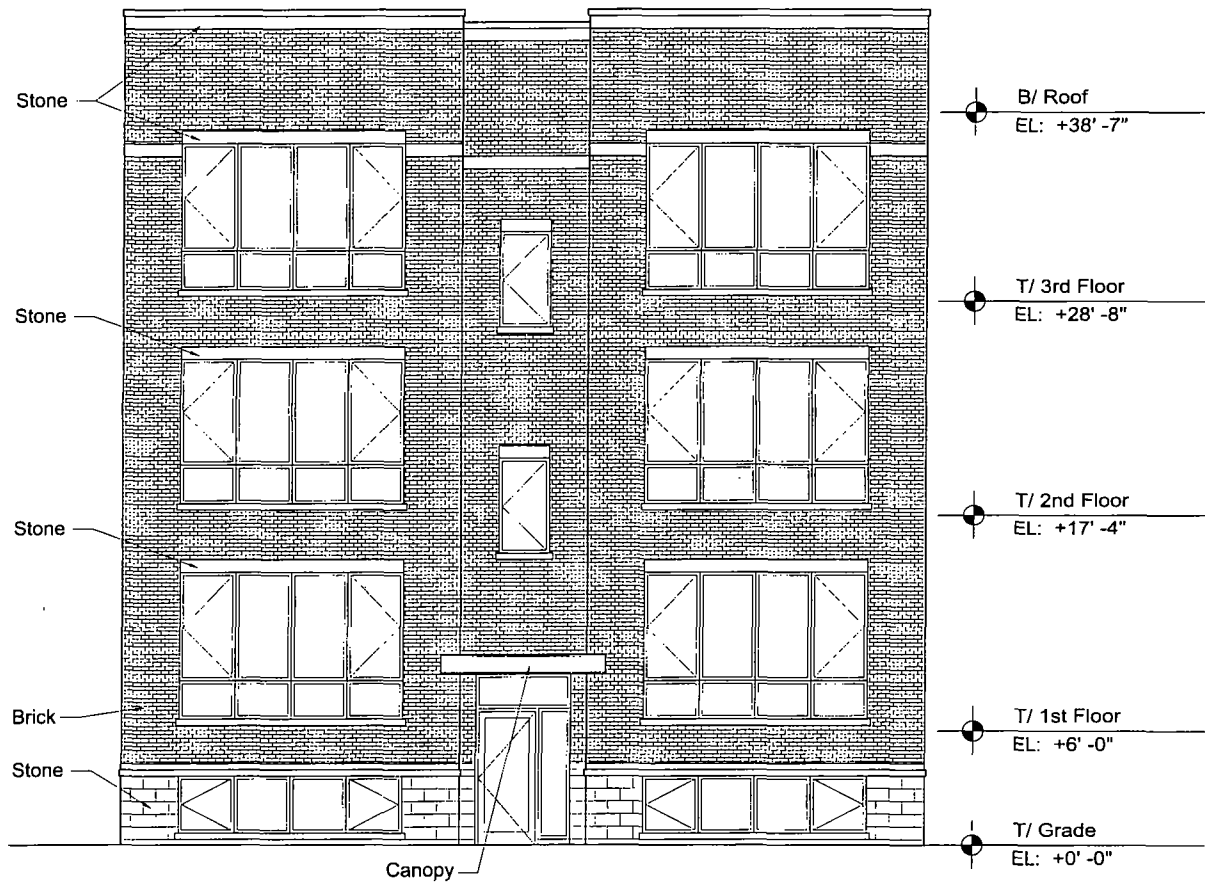 Stone
B/ Roof
EL: +38' -7"
T/ 3rd Floor
EL: +28' -8"
Stone
T/ 2nd Floor
EL: +17' -4"
Stone
Brick
T/ 1st Floor
EL: +6' -0"
Stone
T/ Grade
EL: +0' -0"
Canopy